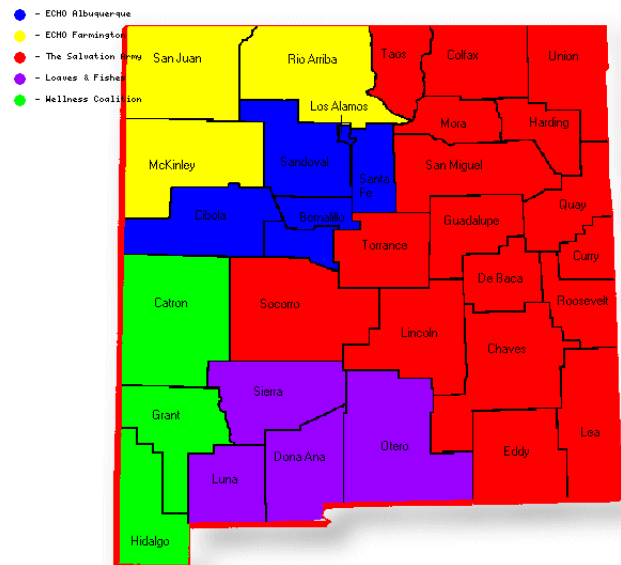 - ECHO Albuquerque
- ECHO Farmington
- The Salvation Army
- Loaves & Fishes
- Wellness Coalition
San Juan
Rio Arriba
Taos
Colfax
Union
Los Alamos
Mora
Harding
McKinley
Sandoval
Santa
Fe
San Miguel
Quay
Cibola
Bernalillo
Guadalupe
Torrance
Curry
De Baca
Catron
Socorro
Roosevelt
Lincoln
Chaves
Sierra
Grant
Otero
Lea
Dona Ana
Eddy
Luna
Hidalgo